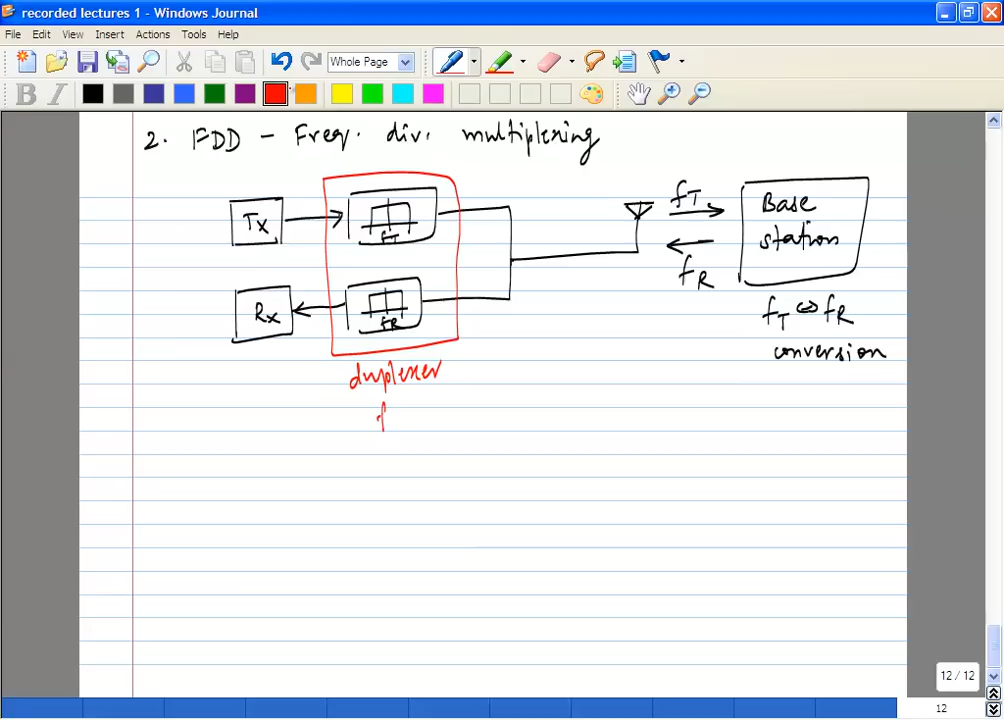 recorded lectures 1 - Windows Journal
File Edit View Insert Actions Tools Help
Whole Page
B I
2. FDD - Freq. div. multiplexing
Tx
fT
fT
Base
station
fR
Rx
fR
fT ⇔ fR
conversion
duplexer
f
12 / 12
12